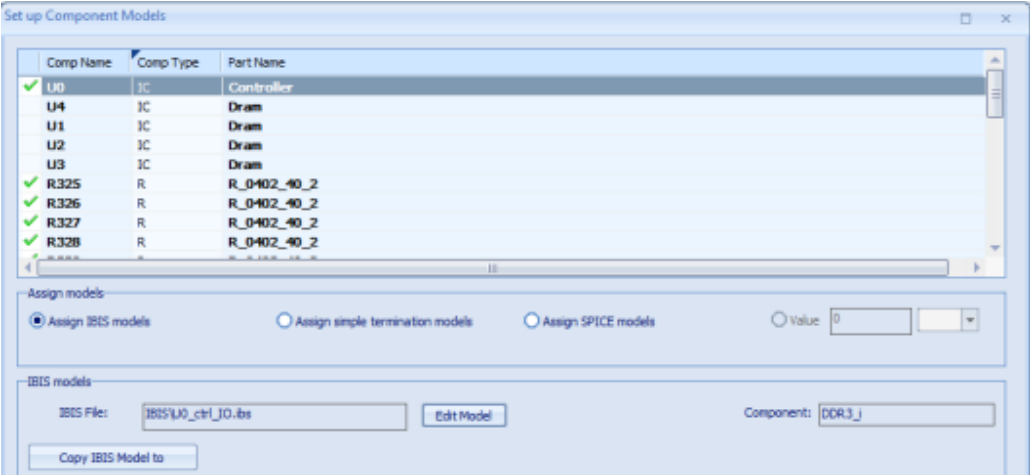 Set up Component Models
Comp Name Comp Type Part Name
U0 IC Controller
U4 IC Dram
U1 IC Dram
U2 IC Dram
U3 IC Dram
R325 R R_0402_40_2
R326 R R_0402_40_2
R327 R R_0402_40_2
R328 R R_0402_40_2
Assign models
Assign IBIS models Assign simple termination models Assign SPICE models Value 0
IBIS models
IBIS File: IBIS\U0_ctrl_IO.ibs Edit Model Component: DDR3_i
Copy IBIS Model to